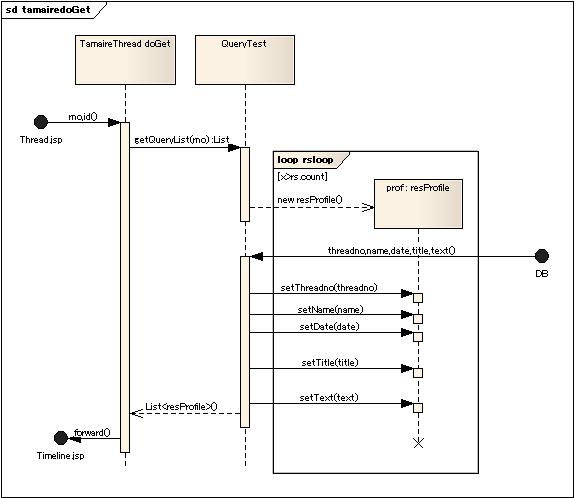 sd tamairedoGet
TamaireThread doGet
QueryTest
rno,id()
Thread.jsp
getQueryList(rno) :List
loop rsloop
[x>rs.count]
prof : resProfile
new resProfile()
threadno,name,date,title,text()
DB
setThreadno(threadno)
setName(name)
setDate(date)
setTitle(title)
setText(text)
List<resProfile>()
forward()
Timeline.jsp